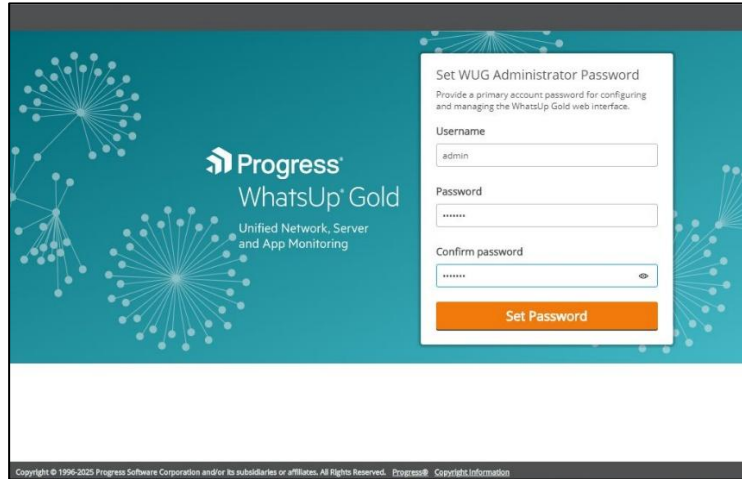 Progress®
WhatsUp® Gold
Unified Network, Server
and App Monitoring
Set WUG Administrator Password
Provide a primary account password for configuring
and managing the WhatsUp Gold web interface.
Username
admin
Password
•••••••
Confirm password
•••••••
Set Password
Copyright © 1996-2025 Progress Software Corporation and/or its subsidiaries or affiliates. All Rights Reserved. Progress® Copyright Information